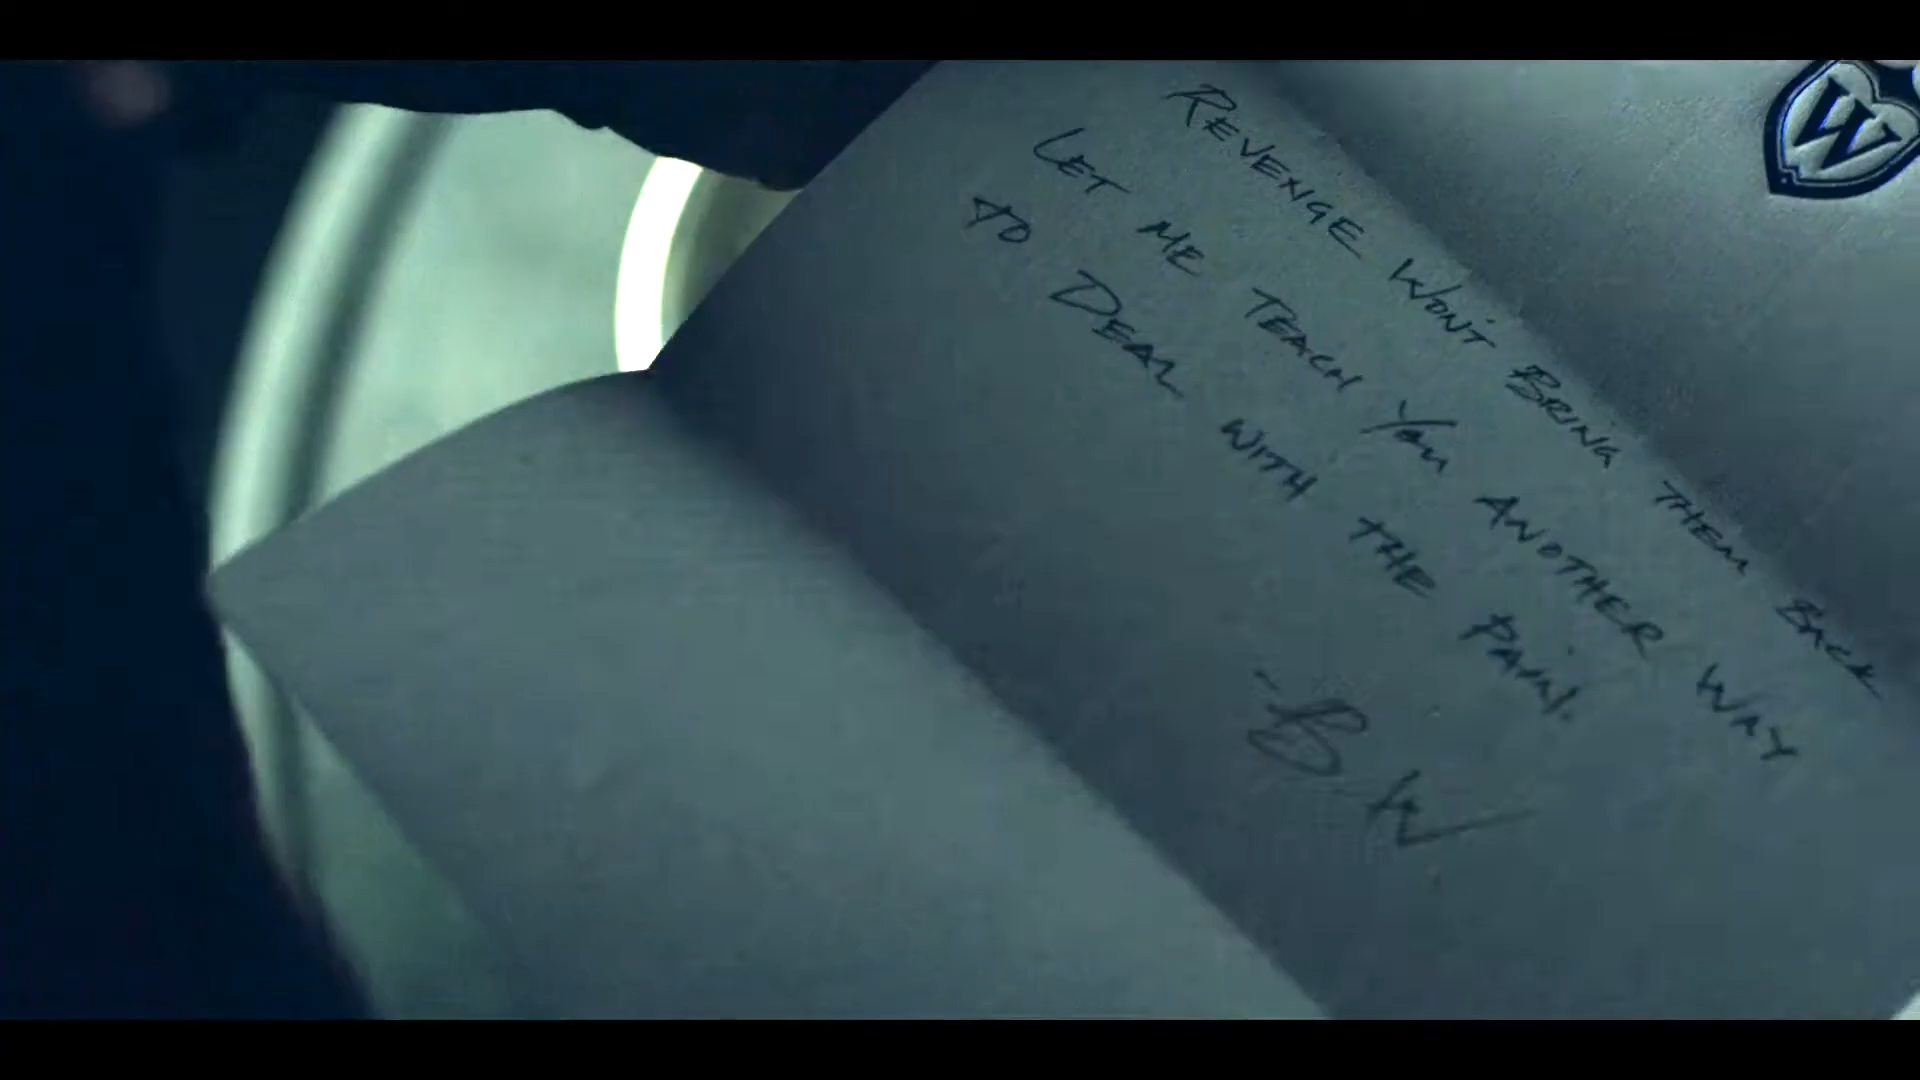 W
Revenge Won't Bring Them Back
Let me Teach You Another Way
to Deal with the Pain.
-B W